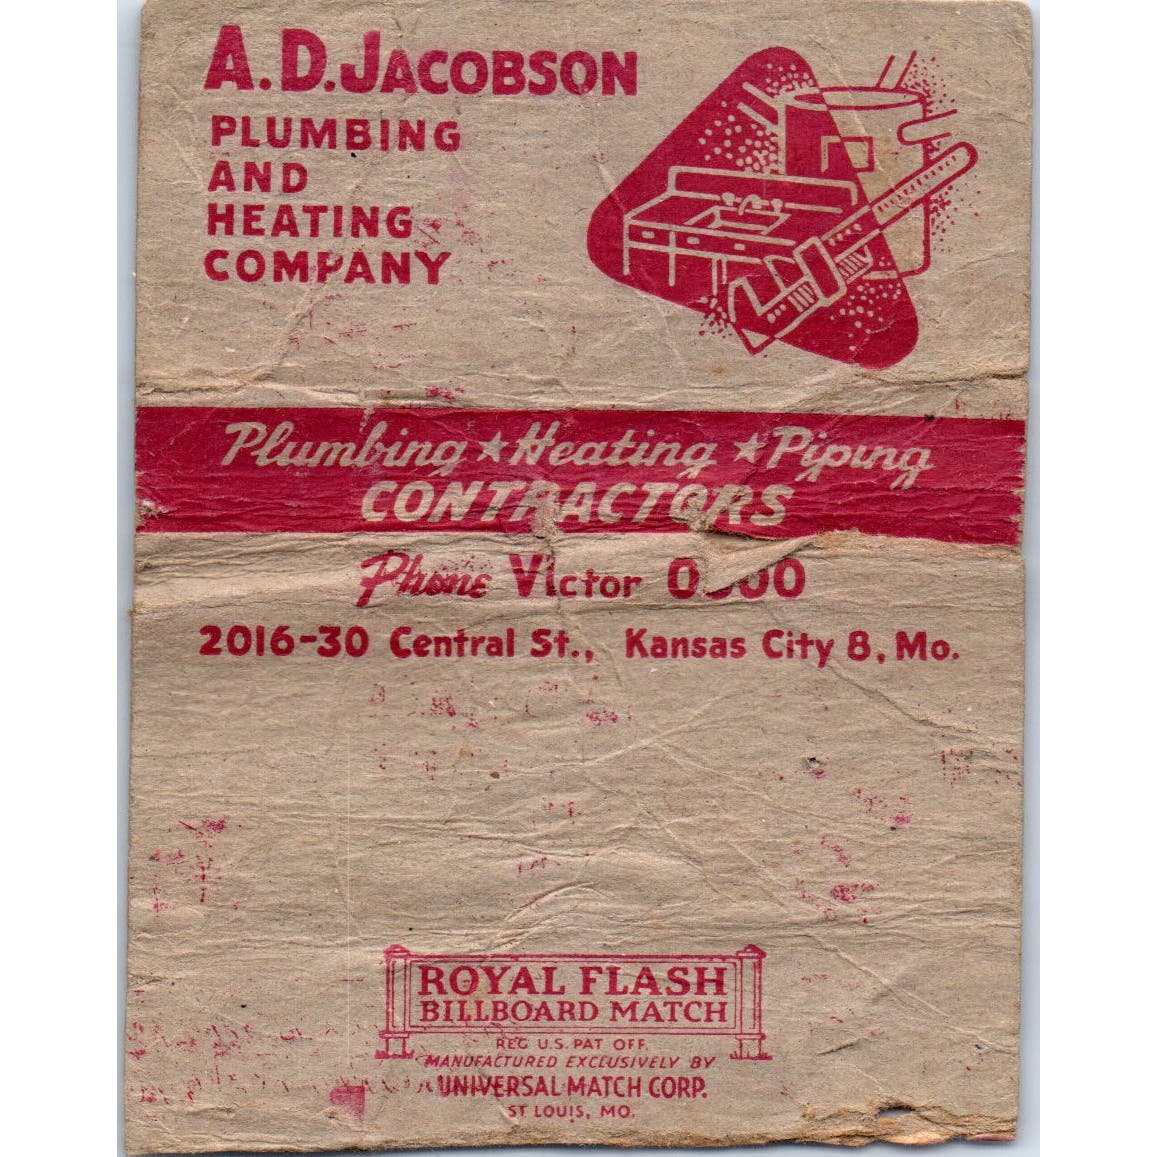 A.D. JACOBSON
PLUMBING
AND
HEATING
COMPANY
Plumbing ★ Heating ★ Piping
CONTRACTORS
Phone VIctor
2016-30 Central St., Kansas City 8, Mo.
ROYAL FLASH
BILLBOARD MATCH
REG U.S. PAT OFF.
MANUFACTURED EXCLUSIVELY BY
UNIVERSAL MATCH CORP.
ST LOUIS, MO.